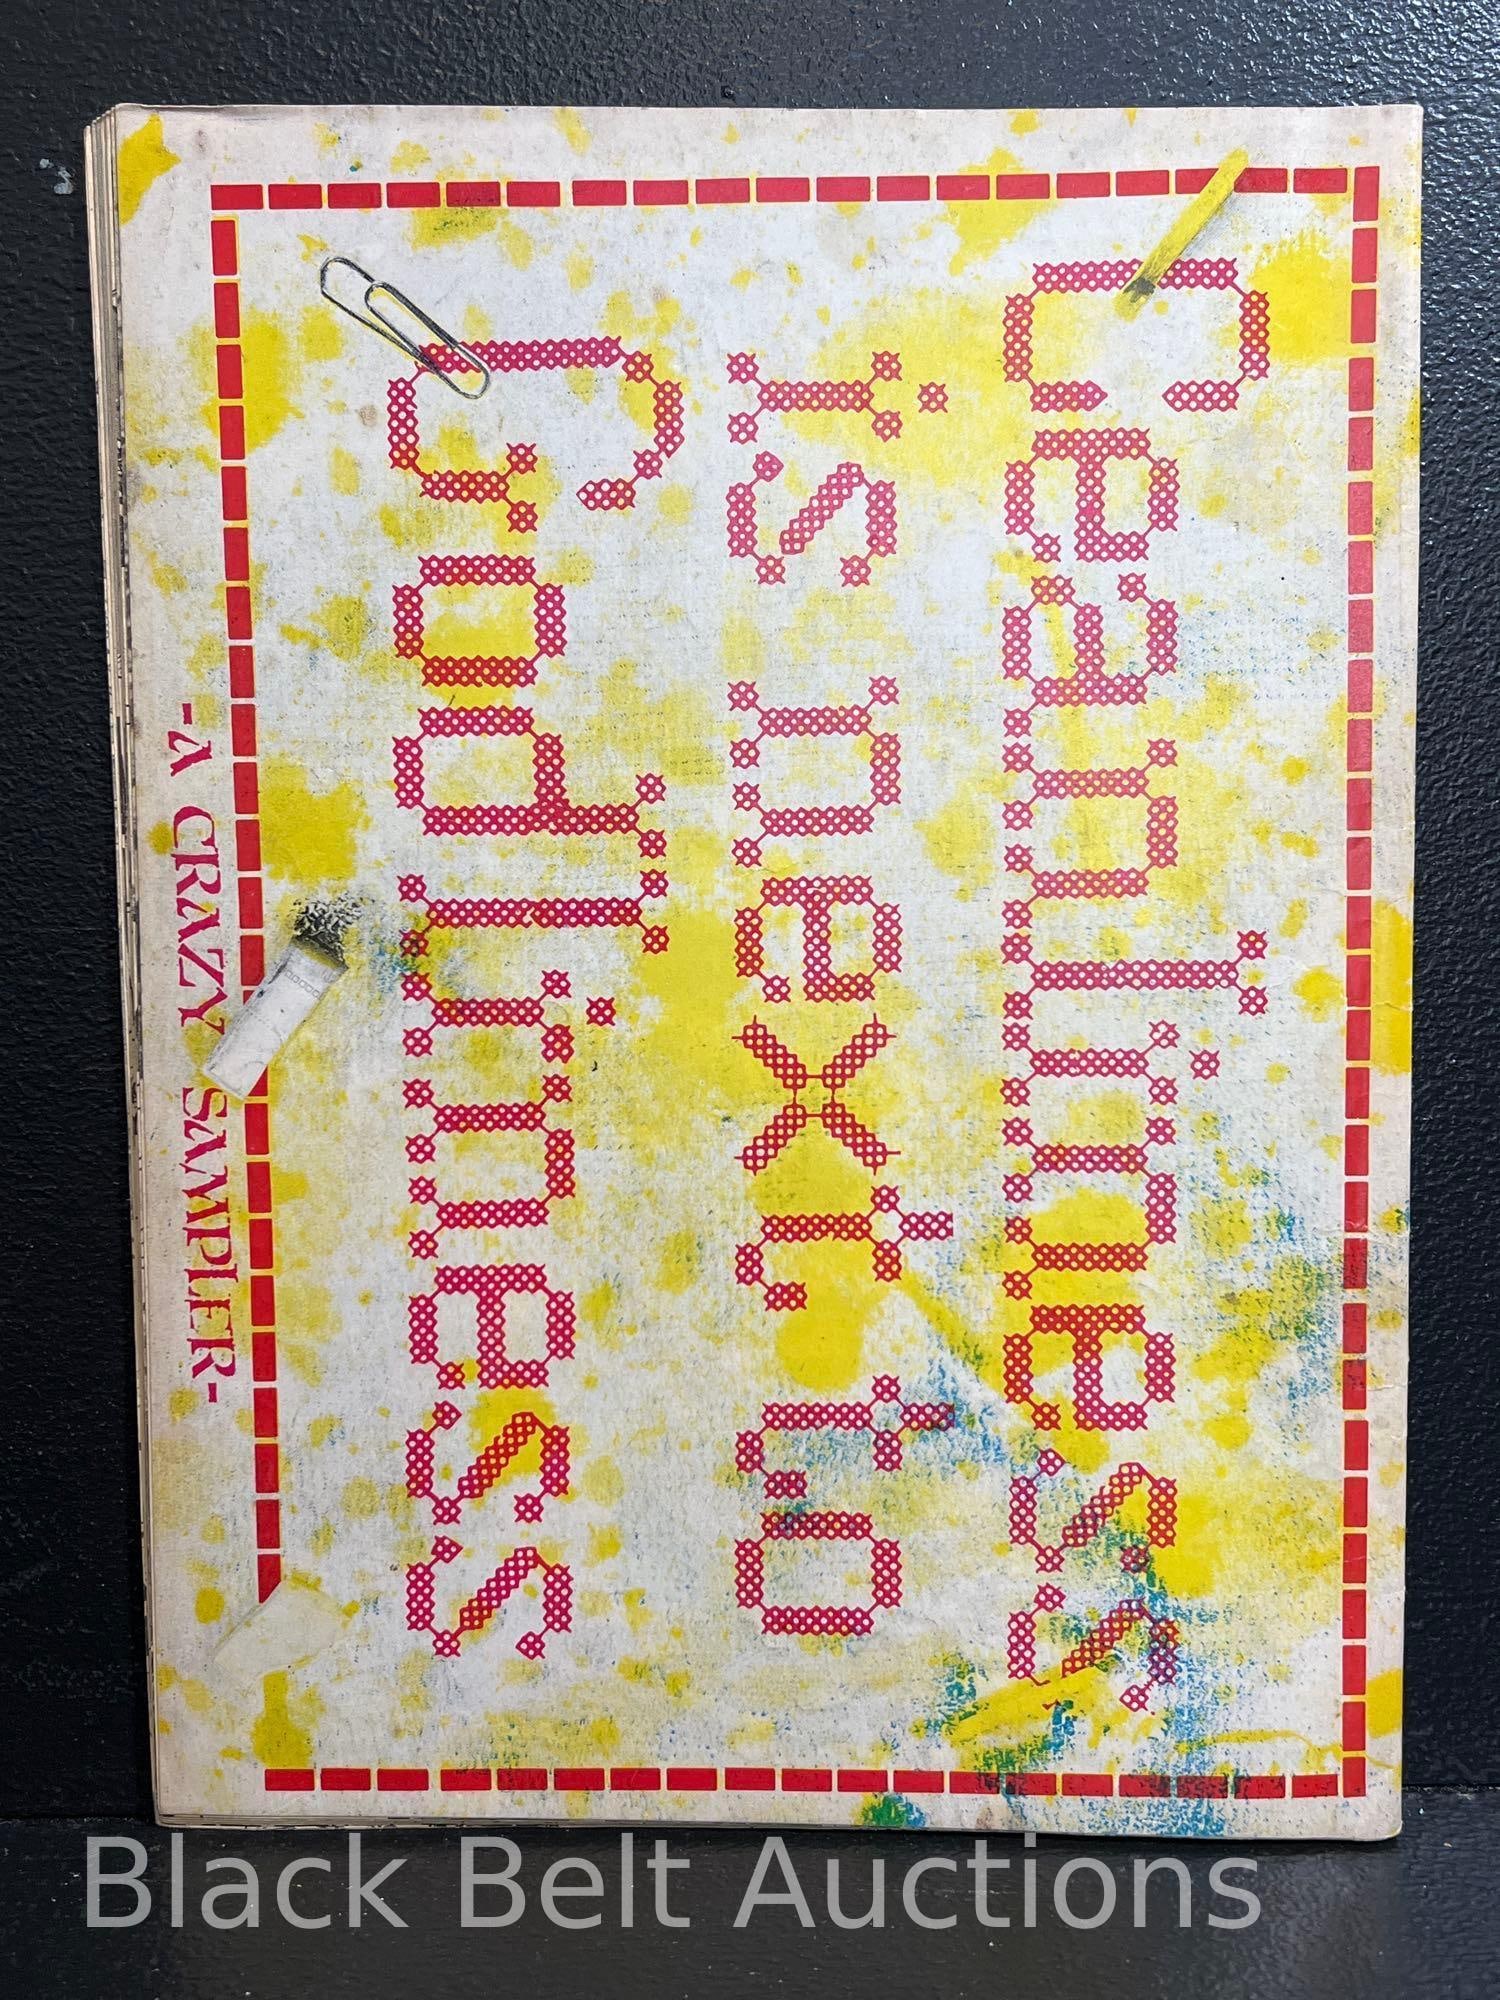 Cleanliness
is next to
Godliness
-A CRAZY SAMPLER-
Black Belt Auctions